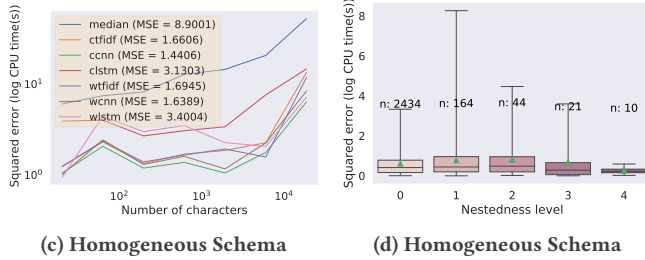 Squared error (log CPU time(s))
median (MSE = 8.9001)
ctfidf (MSE = 1.6606)
ccnn (MSE = 1.4406)
clstm (MSE = 3.1303)
wtfidf (MSE = 1.6945)
wcnn (MSE = 1.6389)
wlstm (MSE = 3.4004)
10¹
10⁰
10² 10³ 10⁴
Number of characters
(c) Homogeneous Schema
Squared error (log CPU time(s))
8
6
4
2
0
n: 2434 n: 164 n: 44 n: 21 n: 10
0 1 2 3 4
Nestedness level
(d) Homogeneous Schema